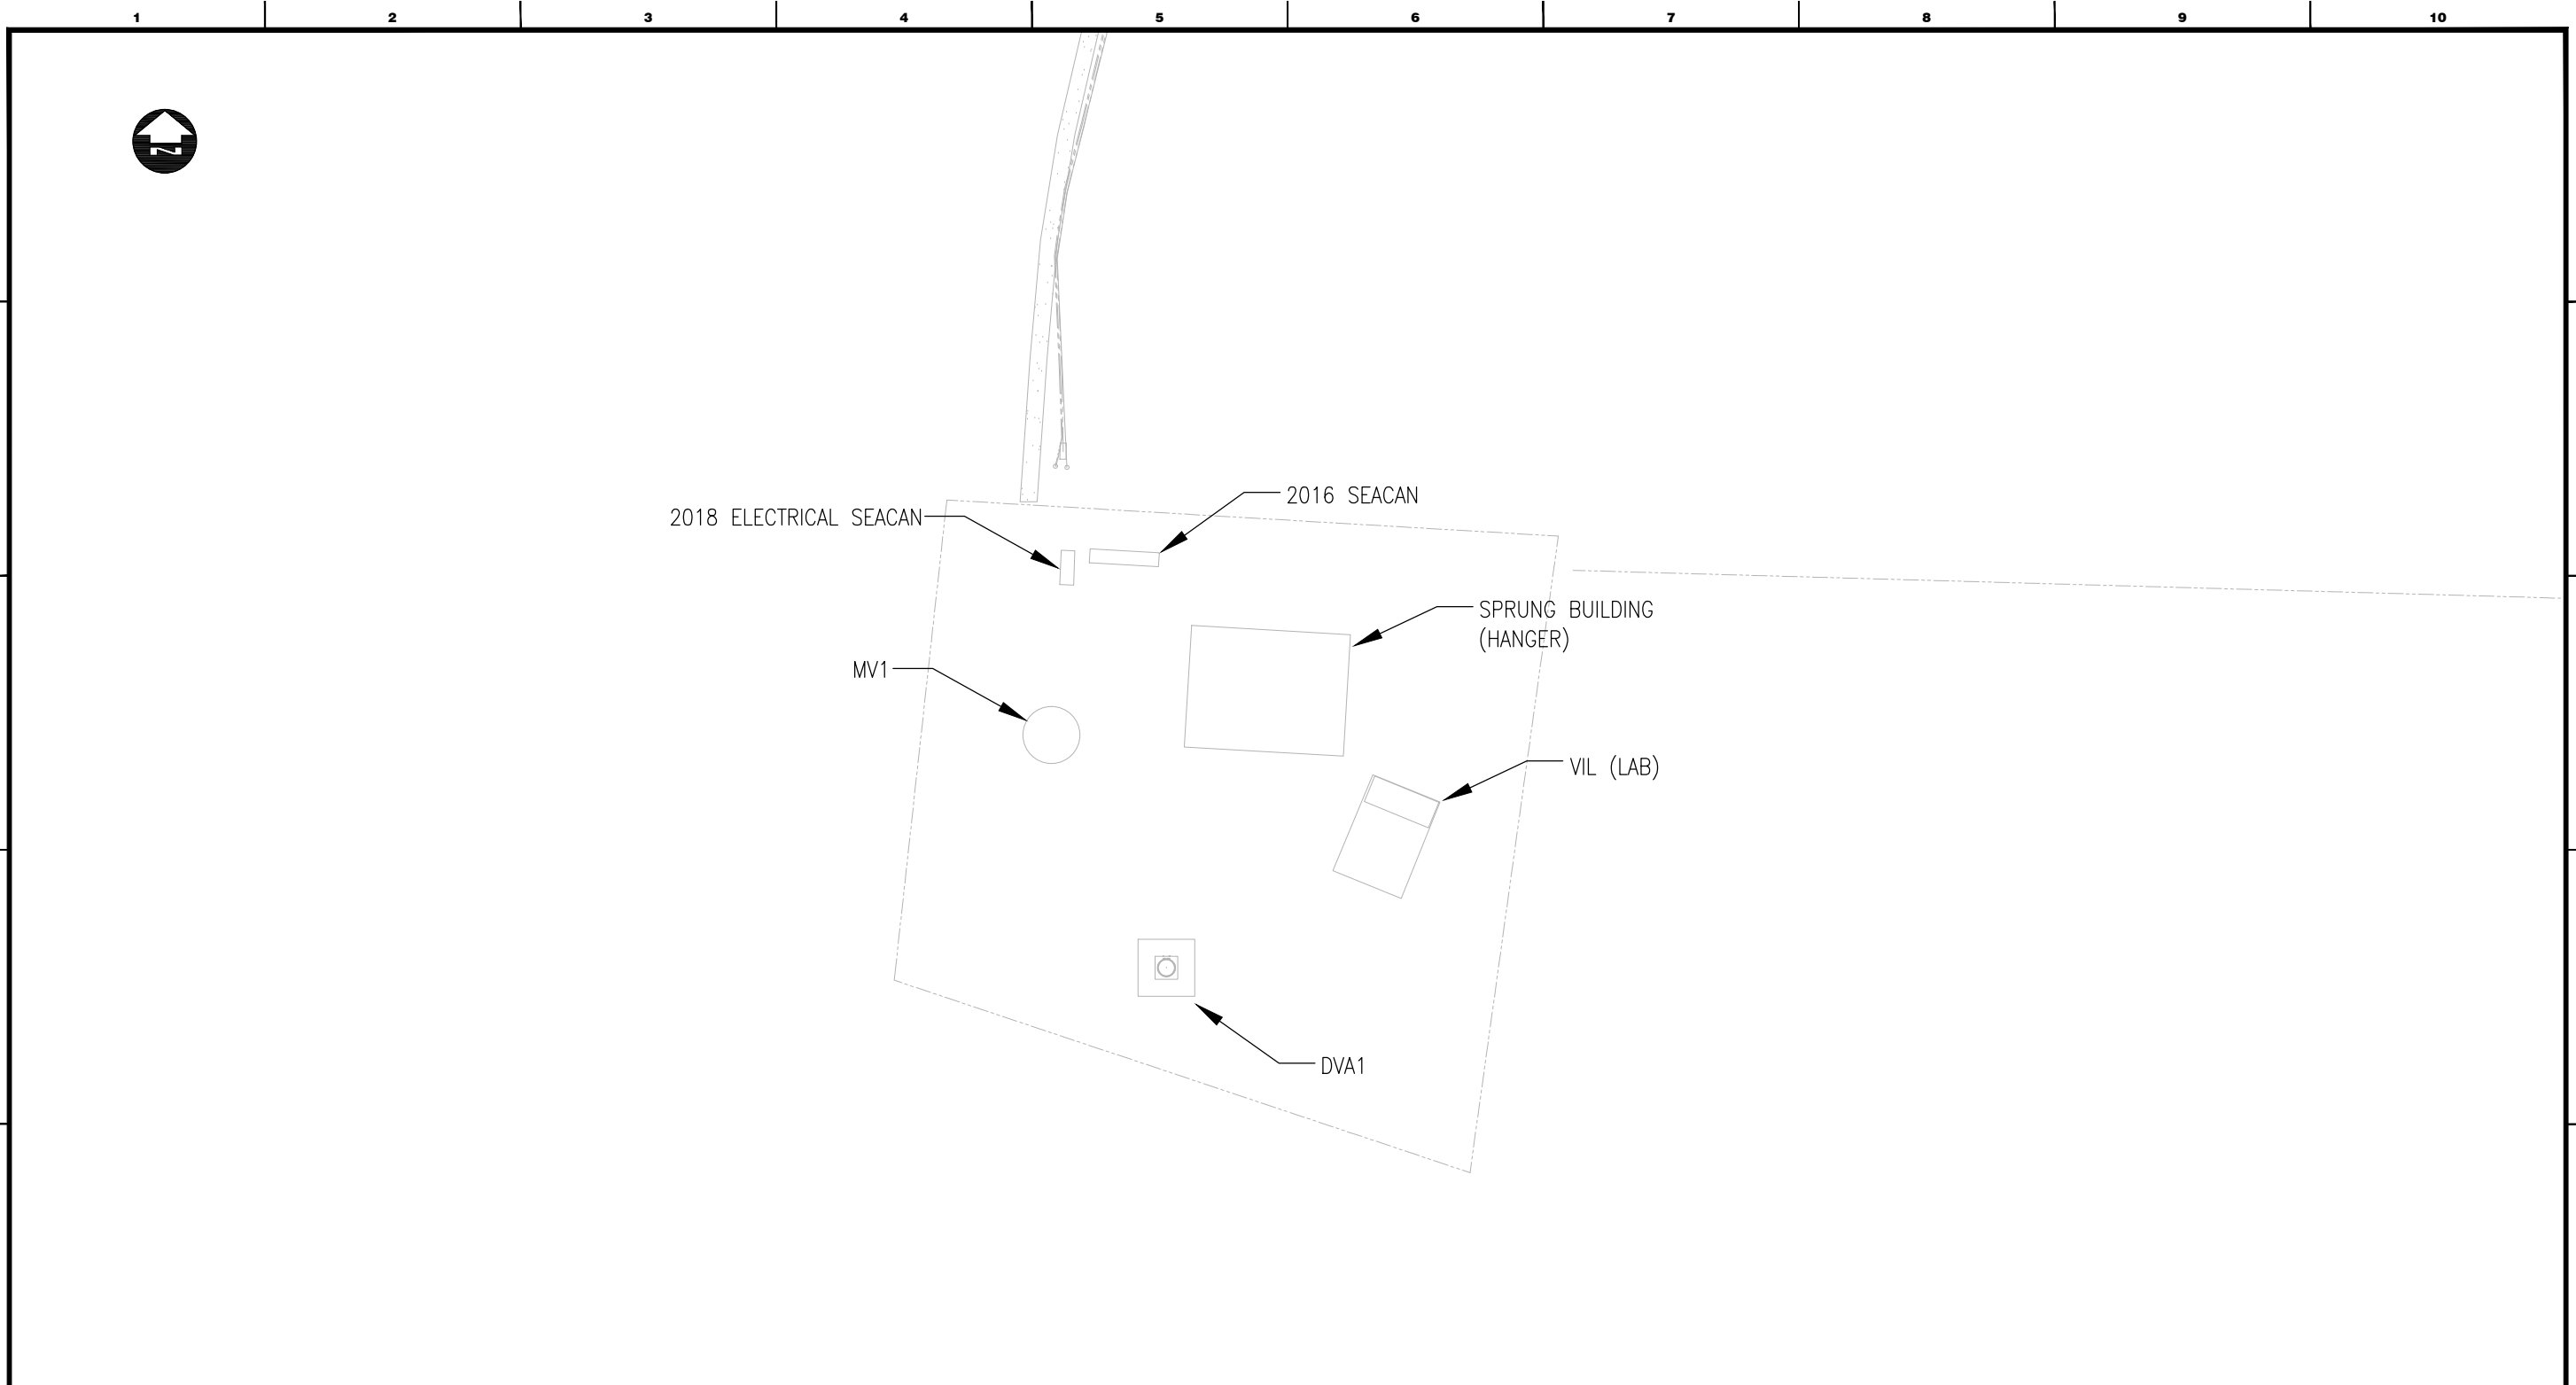 1 2 3 4 5 6 7 8 9 10
N
2016 SEACAN
2018 ELECTRICAL SEACAN
SPRUNG BUILDING
(HANGER)
MV1
VIL (LAB)
DVA1